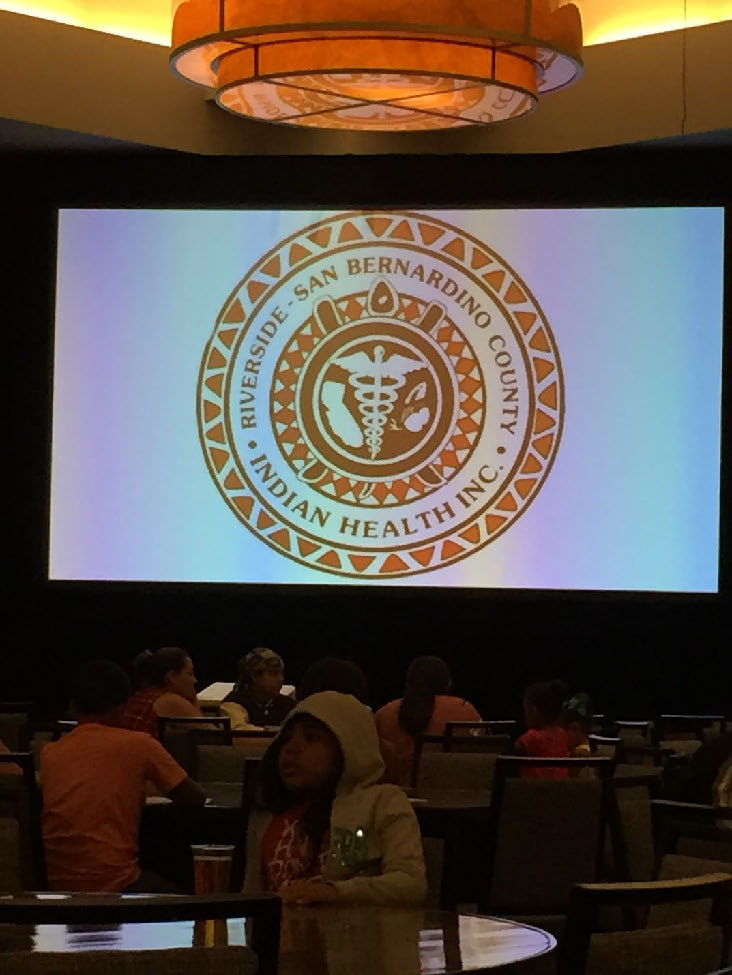 RIVERSIDE - SAN BERNARDINO COUNTY
• INDIAN HEALTH INC. •